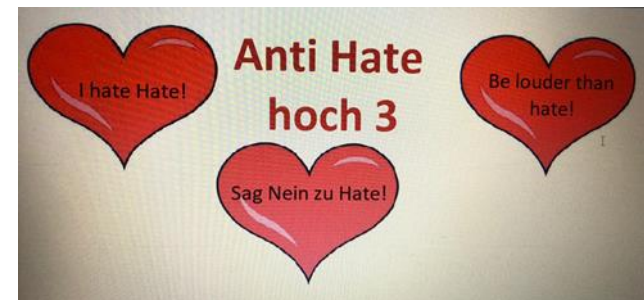 I hate Hate!
Anti Hate
hoch 3
Be louder than
hate!
Sag Nein zu Hate!